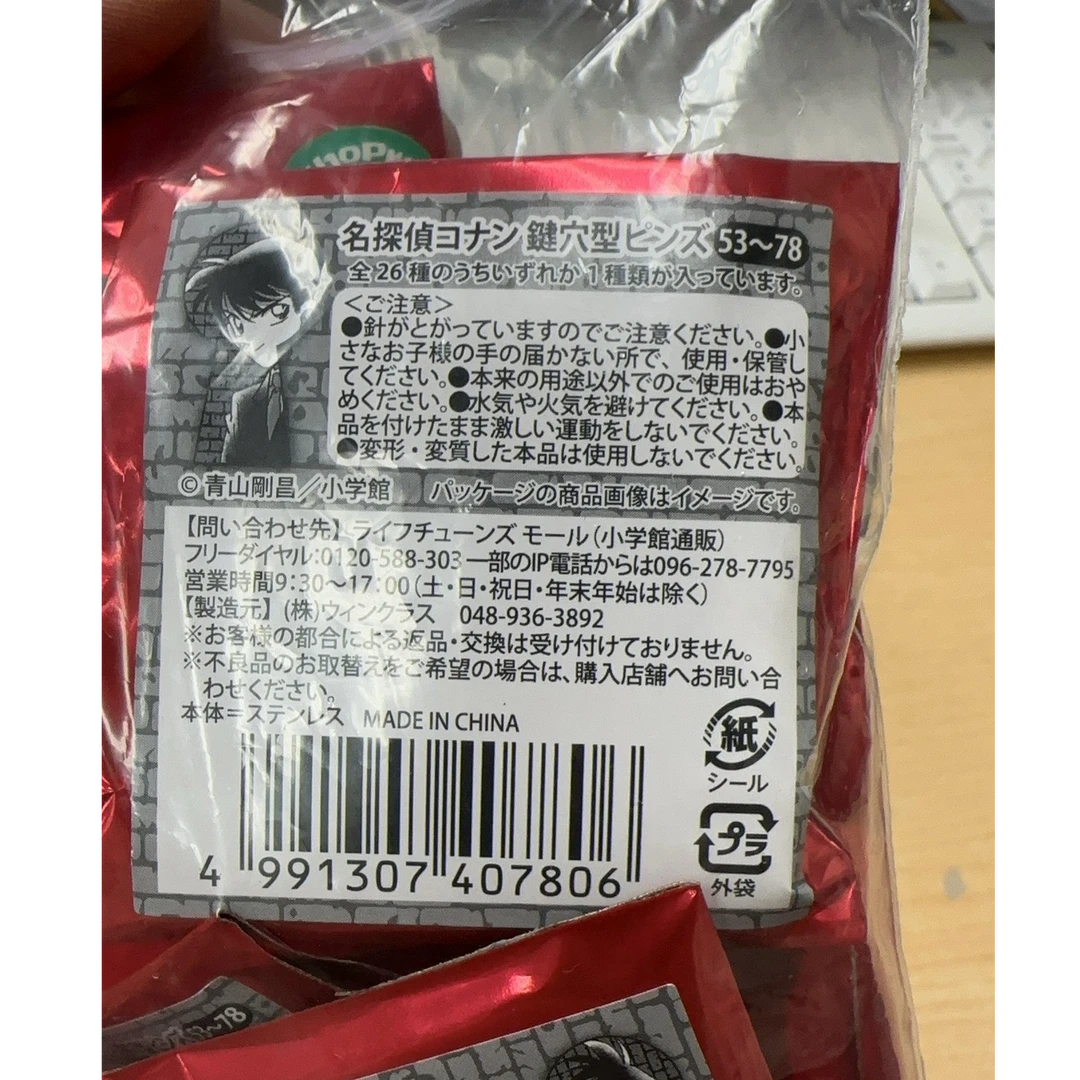 名探偵コナン 鍵穴型ピンズ 53～78
全26種のうちいずれか1種類が入っています。
＜ご注意＞
●針がとがっていますのでご注意ください。●小
さなお子様の手の届かない所で、使用・保管し
てください。●本来の用途以外でのご使用はおや
めください。●水気や火気を避けてください。●本
品を付けたまま激しい運動をしないでください。
●変形・変質した本品は使用しないでください。
©青山剛昌／小学館 パッケージの商品画像はイメージです。
【問い合わせ先】ライフチューンズ モール（小学館通販）
フリーダイヤル：0120-588-303 一部のIP電話からは096-278-7795
営業時間9：30～17：00（土・日・祝日・年末年始は除く）
【製造元】（株）ウィンクラス 048-936-3892
※お客様の都合による返品・交換は受け付けておりません。
※不良品のお取替えをご希望の場合は、購入店舗へお問い合
わせください。
本体＝ステンレス MADE IN CHINA
紙
シール
プラ
外袋
4 991307 407806
53～78